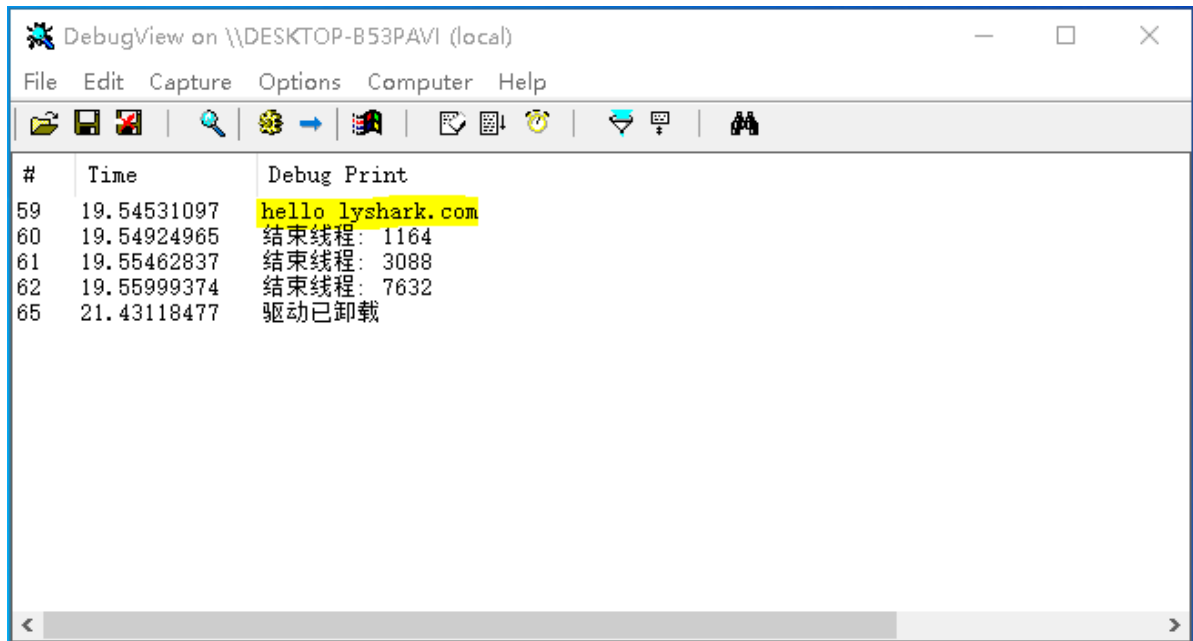 DebugView on \\DESKTOP-B53PAVI (local)
File Edit Capture Options Computer Help
# Time Debug Print
59 19.54531097 hello lyshark.com
60 19.54924965 结束线程: 1164
61 19.55462837 结束线程: 3088
62 19.55999374 结束线程: 7632
65 21.43118477 驱动已卸载